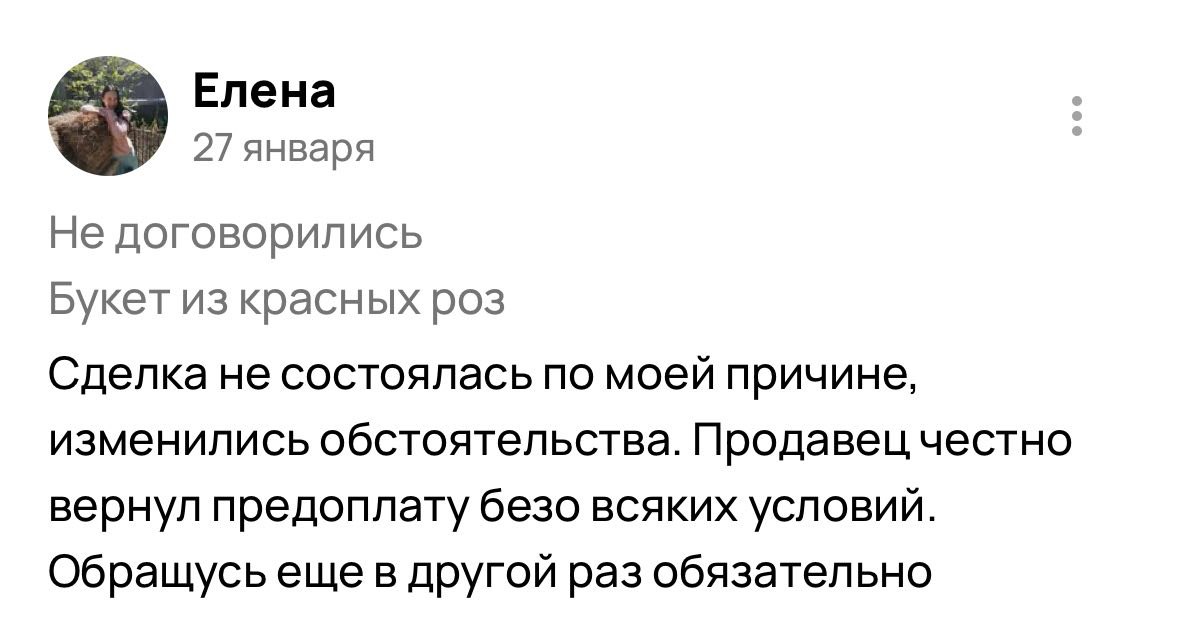 Елена
27 января
Не договорились
Букет из красных роз
Сделка не состоялась по моей причине,
изменились обстоятельства. Продавец честно
вернул предоплату безо всяких условий.
Обращусь еще в другой раз обязательно